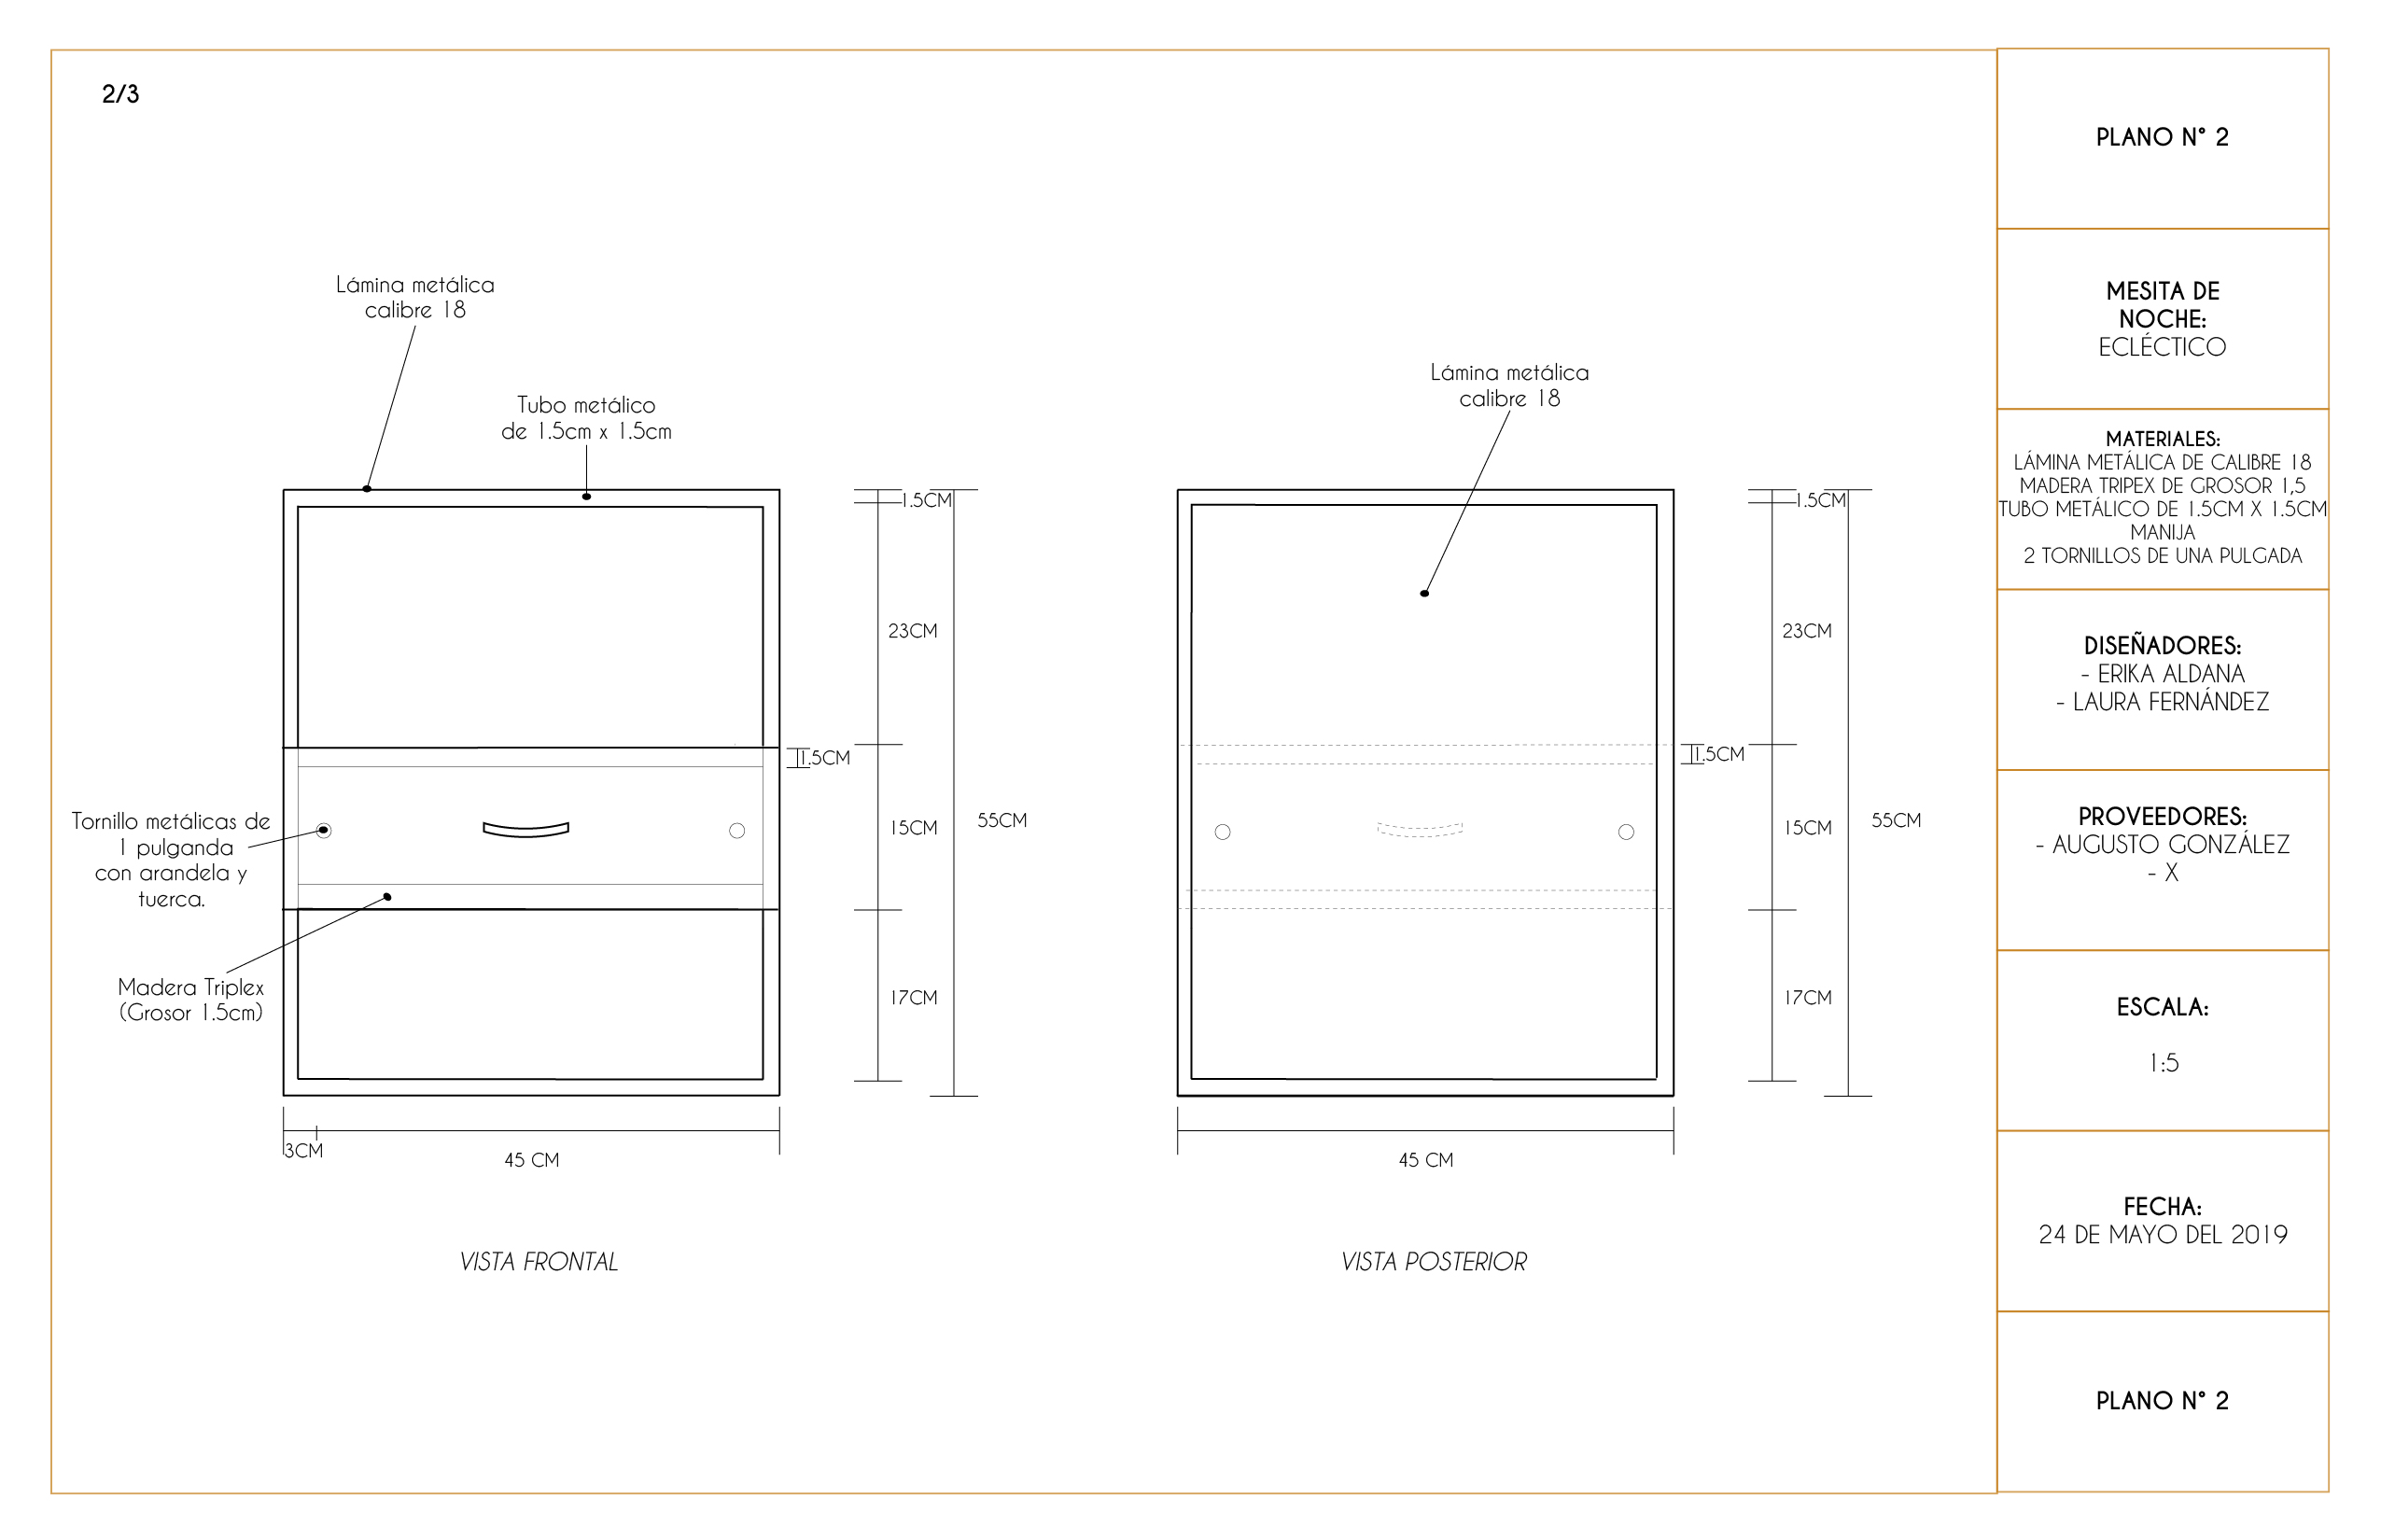 2/3
Lámina metálica
calibre 18
Tubo metálico
de 1.5cm x 1.5cm
1.5CM
23CM
1.5CM
15CM
55CM
17CM
Tornillo metálicas de
1 pulganda
con arandela y
tuerca.
Madera Triplex
(Grosor 1.5cm)
3CM
45 CM
VISTA FRONTAL
Lámina metálica
calibre 18
1.5CM
23CM
1.5CM
15CM
55CM
17CM
45 CM
VISTA POSTERIOR
PLANO N° 2
MESITA DE
NOCHE:
ECLÉCTICO
MATERIALES:
LÁMINA METÁLICA DE CALIBRE 18
MADERA TRIPEX DE GROSOR 1,5
TUBO METÁLICO DE 1.5CM X 1.5CM
MANIJA
2 TORNILLOS DE UNA PULGADA
DISEÑADORES:
- ERIKA ALDANA
- LAURA FERNÁNDEZ
PROVEEDORES:
- AUGUSTO GONZÁLEZ
- X
ESCALA:
1:5
FECHA:
24 DE MAYO DEL 2019
PLANO N° 2